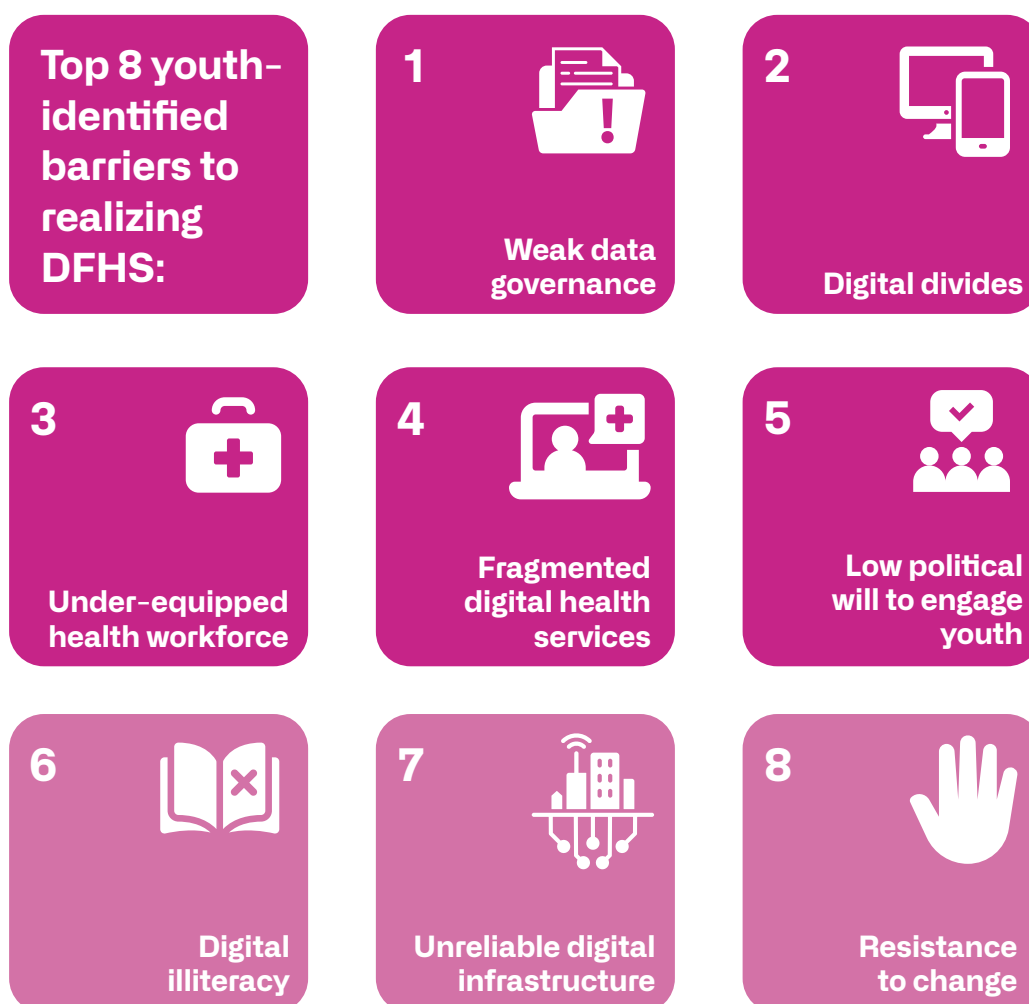 Top 8 youth-
identified
barriers to
realizing
DFHS:
1
Weak data
governance
2
Digital divides
3
Under-equipped
health workforce
4
Fragmented
digital health
services
5
Low political
will to engage
youth
6
Digital
illiteracy
7
Unreliable digital
infrastructure
8
Resistance
to change